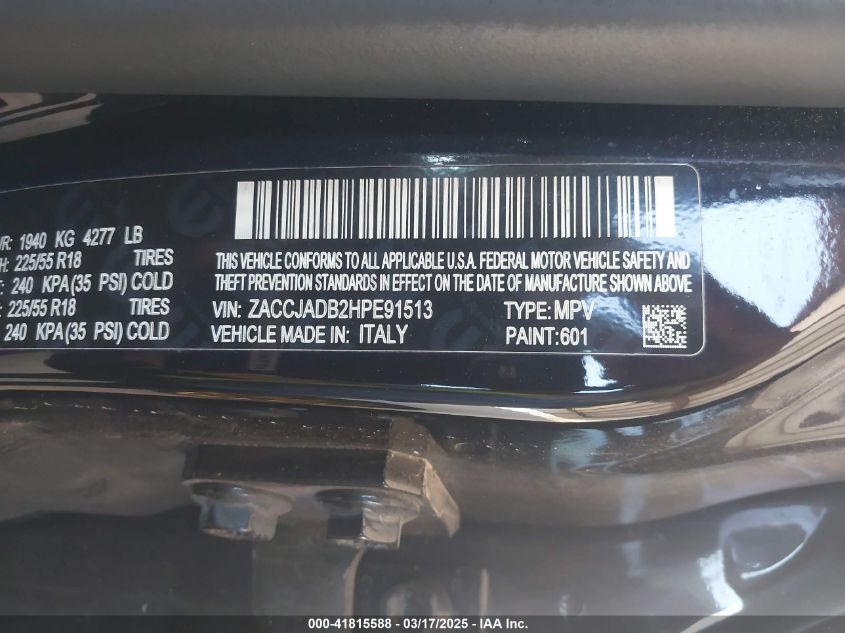 VR: 1940 KG 4277 LB
H: 225/55 R18 TIRES
: 240 KPA(35 PSI) COLD
: 225/55 R18 TIRES
240 KPA(35 PSI) COLD
THIS VEHICLE CONFORMS TO ALL APPLICABLE U.S.A. FEDERAL MOTOR VEHICLE SAFETY AND
THEFT PREVENTION STANDARDS IN EFFECT ON THE DATE OF MANUFACTURE SHOWN ABOVE
VIN: ZACCJADB2HPE91513 TYPE: MPV
VEHICLE MADE IN: ITALY PAINT: 601
000-41815588 - 03/17/2025 - IAA Inc.